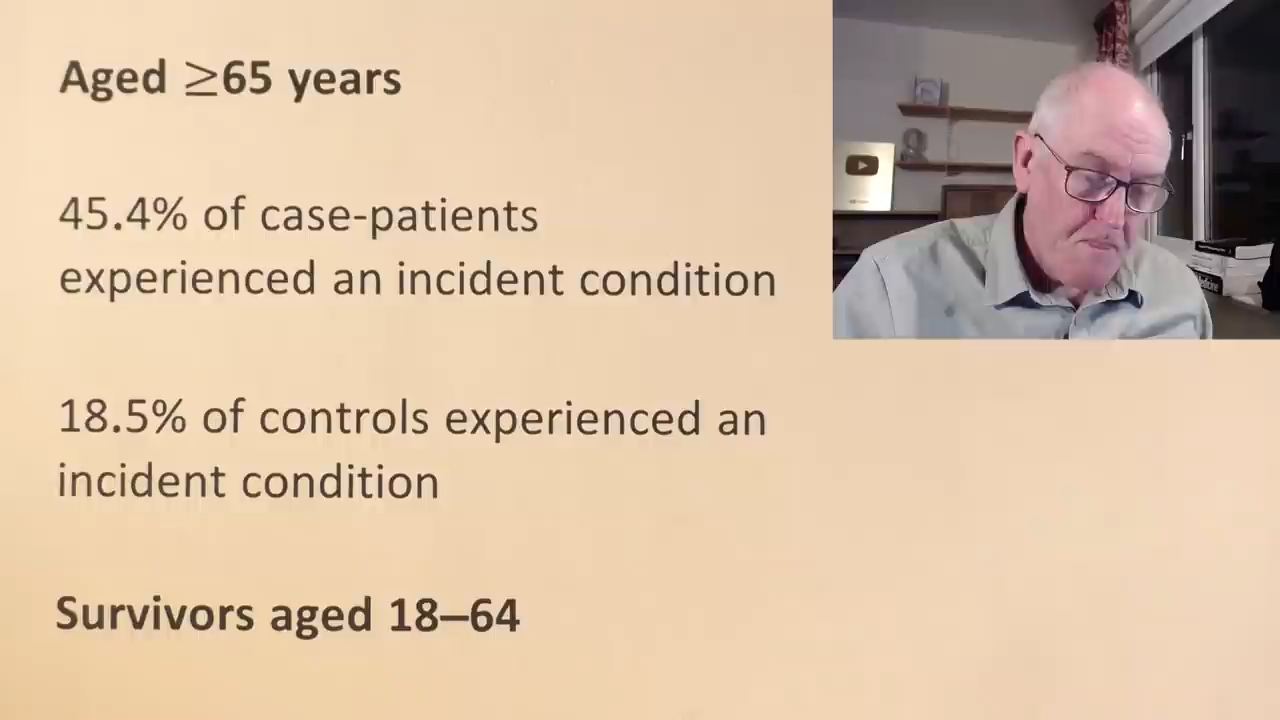 Aged ≥65 years
45.4% of case-patients
experienced an incident condition
18.5% of controls experienced an
incident condition
Survivors aged 18–64